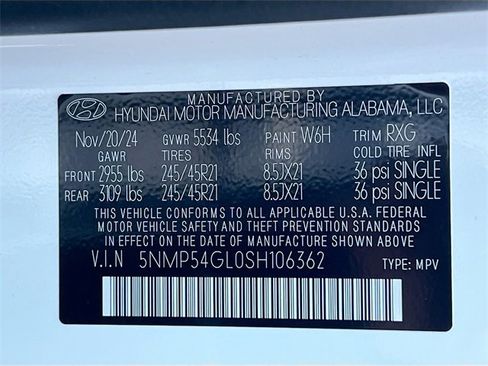 MANUFACTURED BY
HYUNDAI MOTOR MANUFACTURING ALABAMA, LLC
Nov/20/24 GVWR 5534 lbs PAINT W6H TRIM RXG
GAWR TIRES RIMS COLD TIRE INFL
FRONT 2955 lbs 245/45R21 8.5JX21 36 psi SINGLE
REAR 3109 lbs 245/45R21 8.5JX21 36 psi SINGLE
THIS VEHICLE CONFORMS TO ALL APPLICABLE U.S.A. FEDERAL
MOTOR VEHICLE SAFETY AND THEFT PREVENTION STANDARDS
IN EFFECT ON THE DATE OF MANUFACTURE SHOWN ABOVE.
V.I.N 5NMP54GL0SH106362 TYPE: MPV